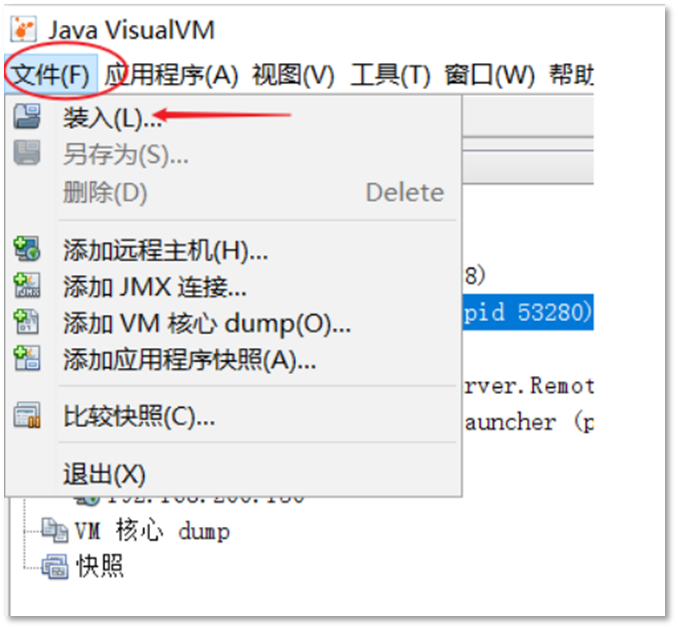 Java VisualVM
文件(F) 应用程序(A) 视图(V) 工具(T) 窗口(W) 帮助
装入(L)...
另存为(S)...
删除(D) Delete
添加远程主机(H)...
8)
添加 JMX 连接...
pid 53280)
添加 VM 核心 dump(O)...
添加应用程序快照(A)...
rver.Remot
比较快照(C)...
auncher (p
退出(X)
VM 核心 dump
快照